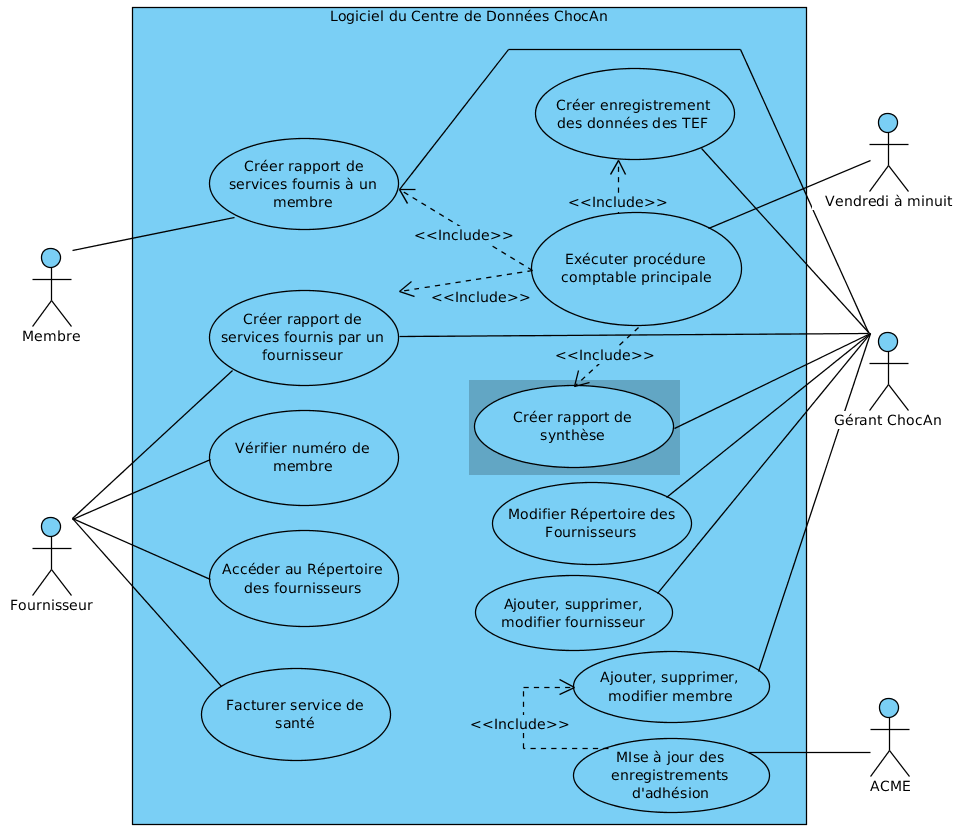 Logiciel du Centre de Données ChocAn
Créer enregistrement
des données des TEF
Créer rapport de
services fournis à un
membre
<<Include>>
Vendredi à minuit
<<Include>>
Exécuter procédure
comptable principale
<<Include>>
Membre
Créer rapport de
services fournis par un
fournisseur
<<Include>>
Créer rapport de
synthèse
Gérant ChocAn
Vérifier numéro de
membre
Modifier Répertoire des
Fournisseurs
Accéder au Répertoire
des fournisseurs
Fournisseur
Ajouter, supprimer,
modifier fournisseur
Ajouter, supprimer,
modifier membre
Facturer service de
santé
<<Include>>
MIse à jour des
enregistrements
d'adhésion
ACME